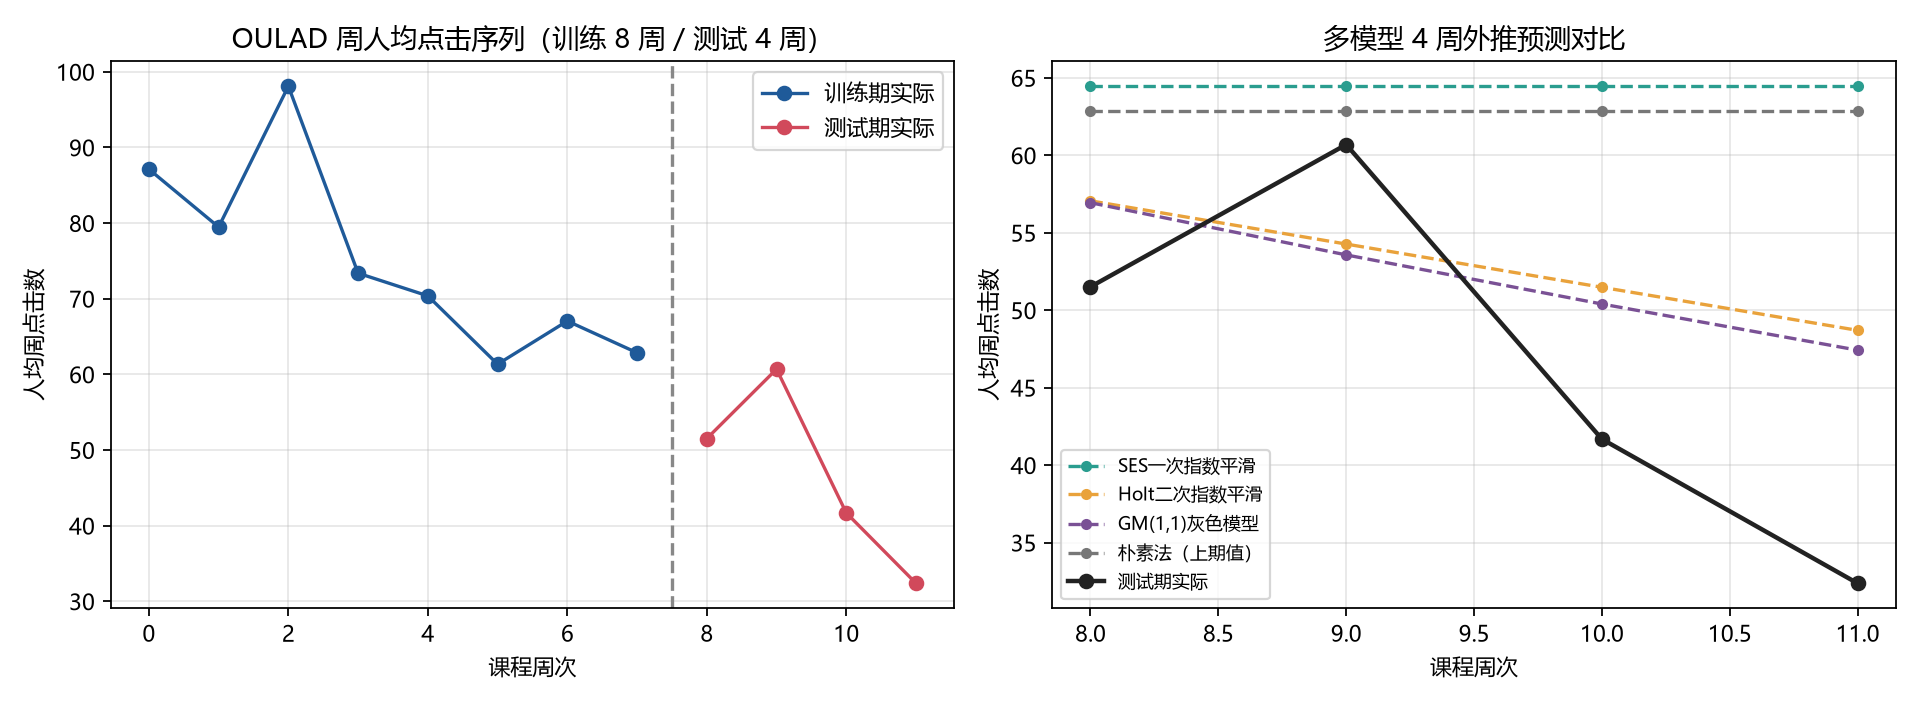 OULAD 周人均点击序列（训练 8 周 / 测试 4 周）
训练期实际
测试期实际
100
90
80
70
60
50
40
30
人均周点击数
0
2
4
6
8
10
课程周次
多模型 4 周外推预测对比
65
60
55
50
45
40
35
人均周点击数
SES一次指数平滑
Holt二次指数平滑
GM(1,1)灰色模型
朴素法（上期值）
测试期实际
8.0
8.5
9.0
9.5
10.0
10.5
11.0
课程周次